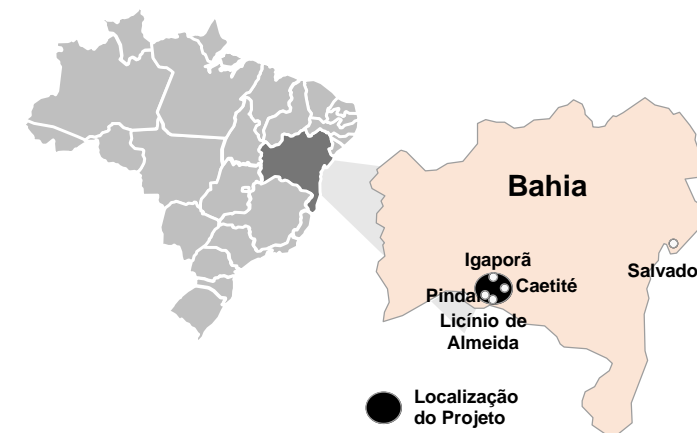 Bahia
Igaporã
Salvado
Caetité
Pindaí
Licínio de
Almeida
Localização
do Projeto